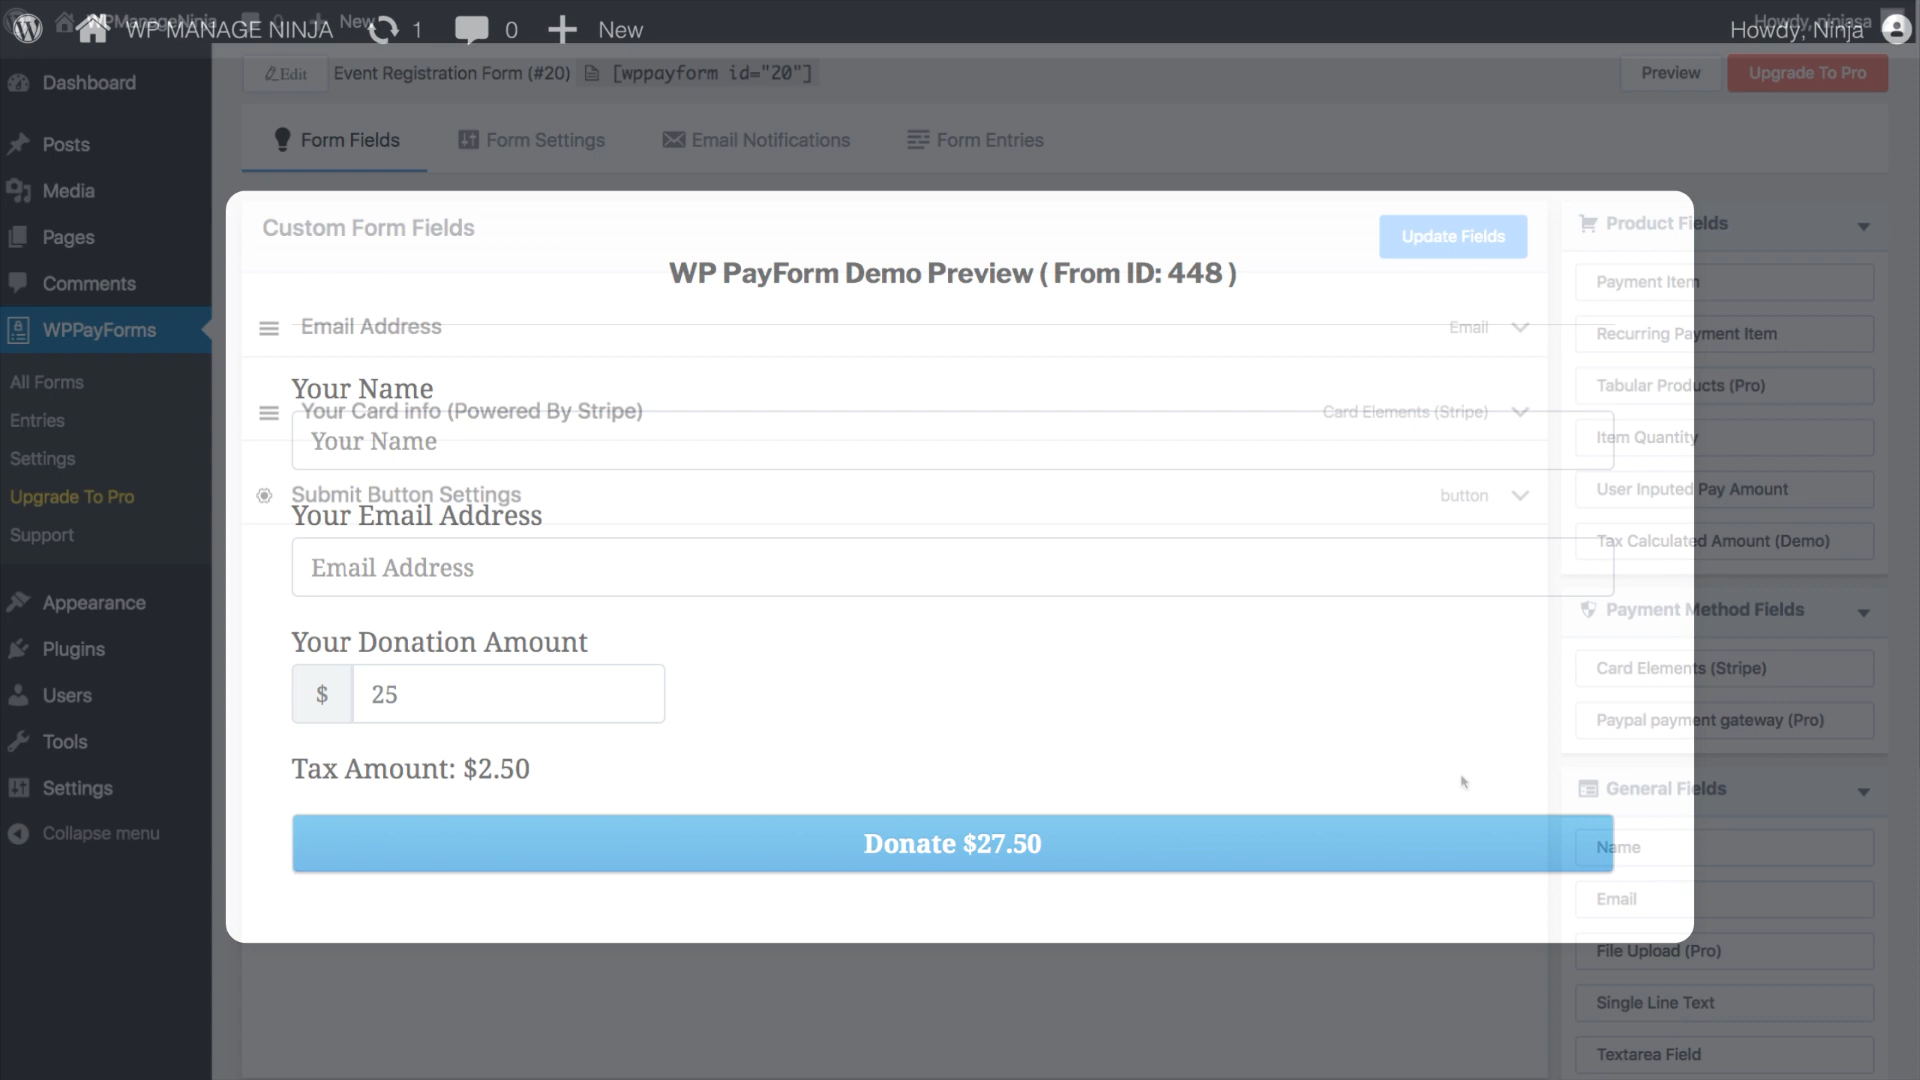 WPManageNinja 0 New Howdy, ninjasa
WP MANAGE NINJA 1 0 New Howdy, Ninja
Edit Event Registration Form (#20) [wppayform id="20"] Preview Upgrade To Pro
Dashboard
Posts
Media
Pages
Comments
WPPayForms
All Forms
Entries
Settings
Upgrade To Pro
Support
Appearance
Plugins
Users
Tools
Settings
Collapse menu
Form Fields Form Settings Email Notifications Form Entries
Custom Form Fields Update Fields
WP PayForm Demo Preview ( From ID: 448 )
Email Address Email
Your Name
Your Card info (Powered By Stripe) Card Elements (Stripe)
Your Name
Submit Button Settings button
Your Email Address
Email Address
Your Donation Amount
$ 25
Tax Amount: $2.50
Donate $27.50
Product Fields
Payment Item
Recurring Payment Item
Tabular Products (Pro)
Item Quantity
User Inputed Pay Amount
Tax Calculated Amount (Demo)
Payment Method Fields
Card Elements (Stripe)
Paypal payment gateway (Pro)
General Fields
Name
Email
File Upload (Pro)
Single Line Text
Textarea Field